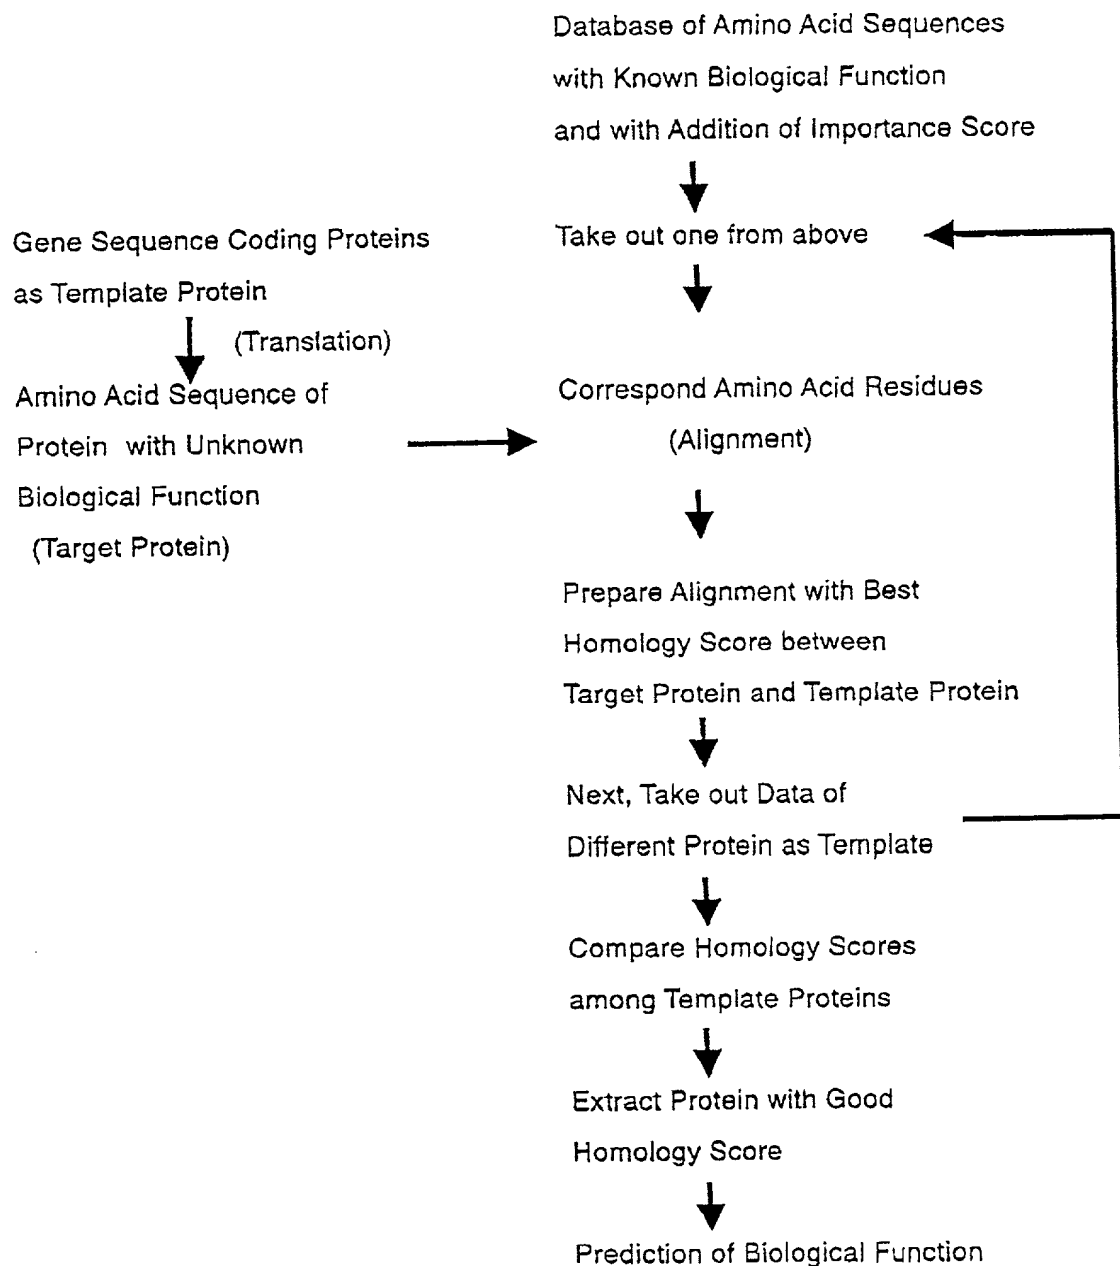 Database of Amino Acid Sequences
with Known Biological Function
and with Addition of Importance Score
Gene Sequence Coding Proteins
as Template Protein
(Translation)
Amino Acid Sequence of
Protein with Unknown
Biological Function
(Target Protein)
Take out one from above
Correspond Amino Acid Residues
(Alignment)
Prepare Alignment with Best
Homology Score between
Target Protein and Template Protein
Next, Take out Data of
Different Protein as Template
Compare Homology Scores
among Template Proteins
Extract Protein with Good
Homology Score
Prediction of Biological Function